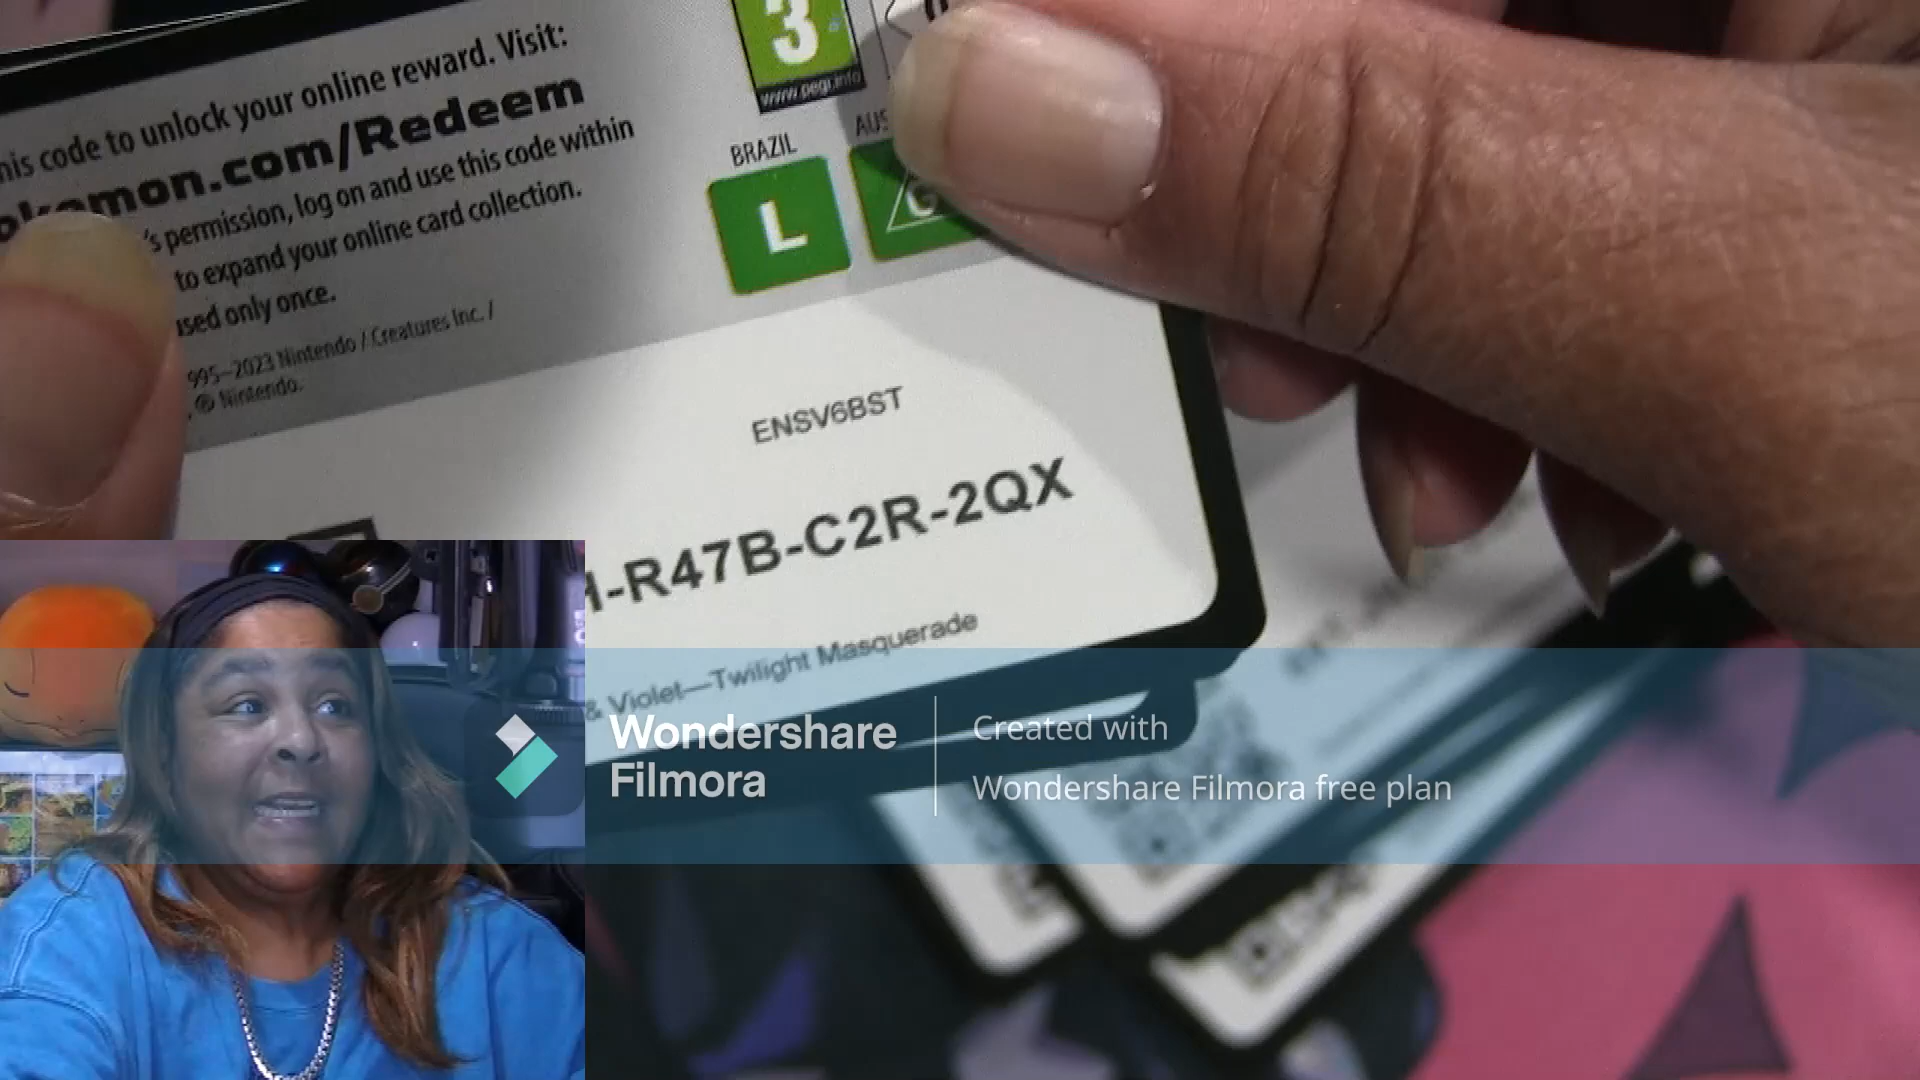 his code to unlock your online reward. Visit:
okemon.com/Redeem
's permission, log on and use this code within
to expand your online card collection.
sed only once.
995–2023 Nintendo / Creatures Inc. /
, ® Nintendo.
3
www.pegi.info
BRAZIL
AUS
L
G
ENSV6BST
-R47B-C2R-2QX
& Violet—Twilight Masquerade
Wondershare
Filmora
Created with
Wondershare Filmora free plan